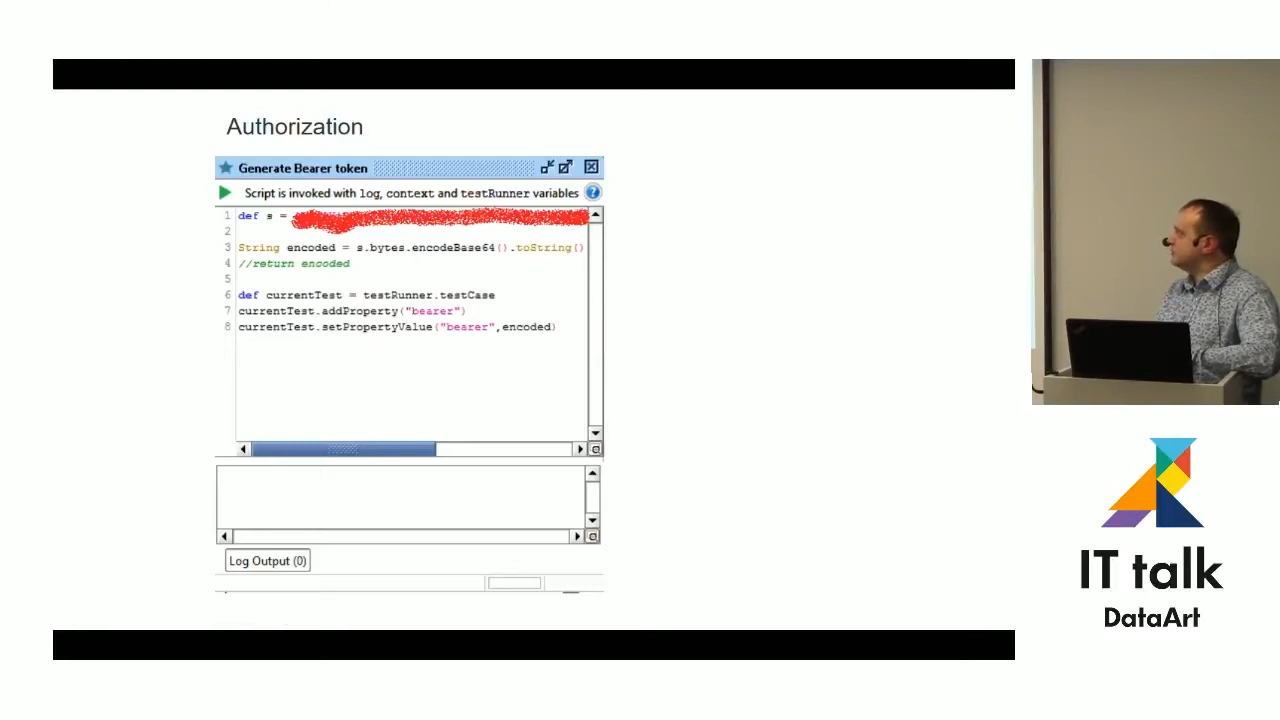 Authorization
Generate Bearer token
Script is invoked with log, context and testRunner variables
1 def s =
2
3 String encoded = s.bytes.encodeBase64().toString()
4 //return encoded
5
6 def currentTest = testRunner.testCase
7 currentTest.addProperty("bearer")
8 currentTest.setPropertyValue("bearer",encoded)
Log Output (0)
IT talk
DataArt